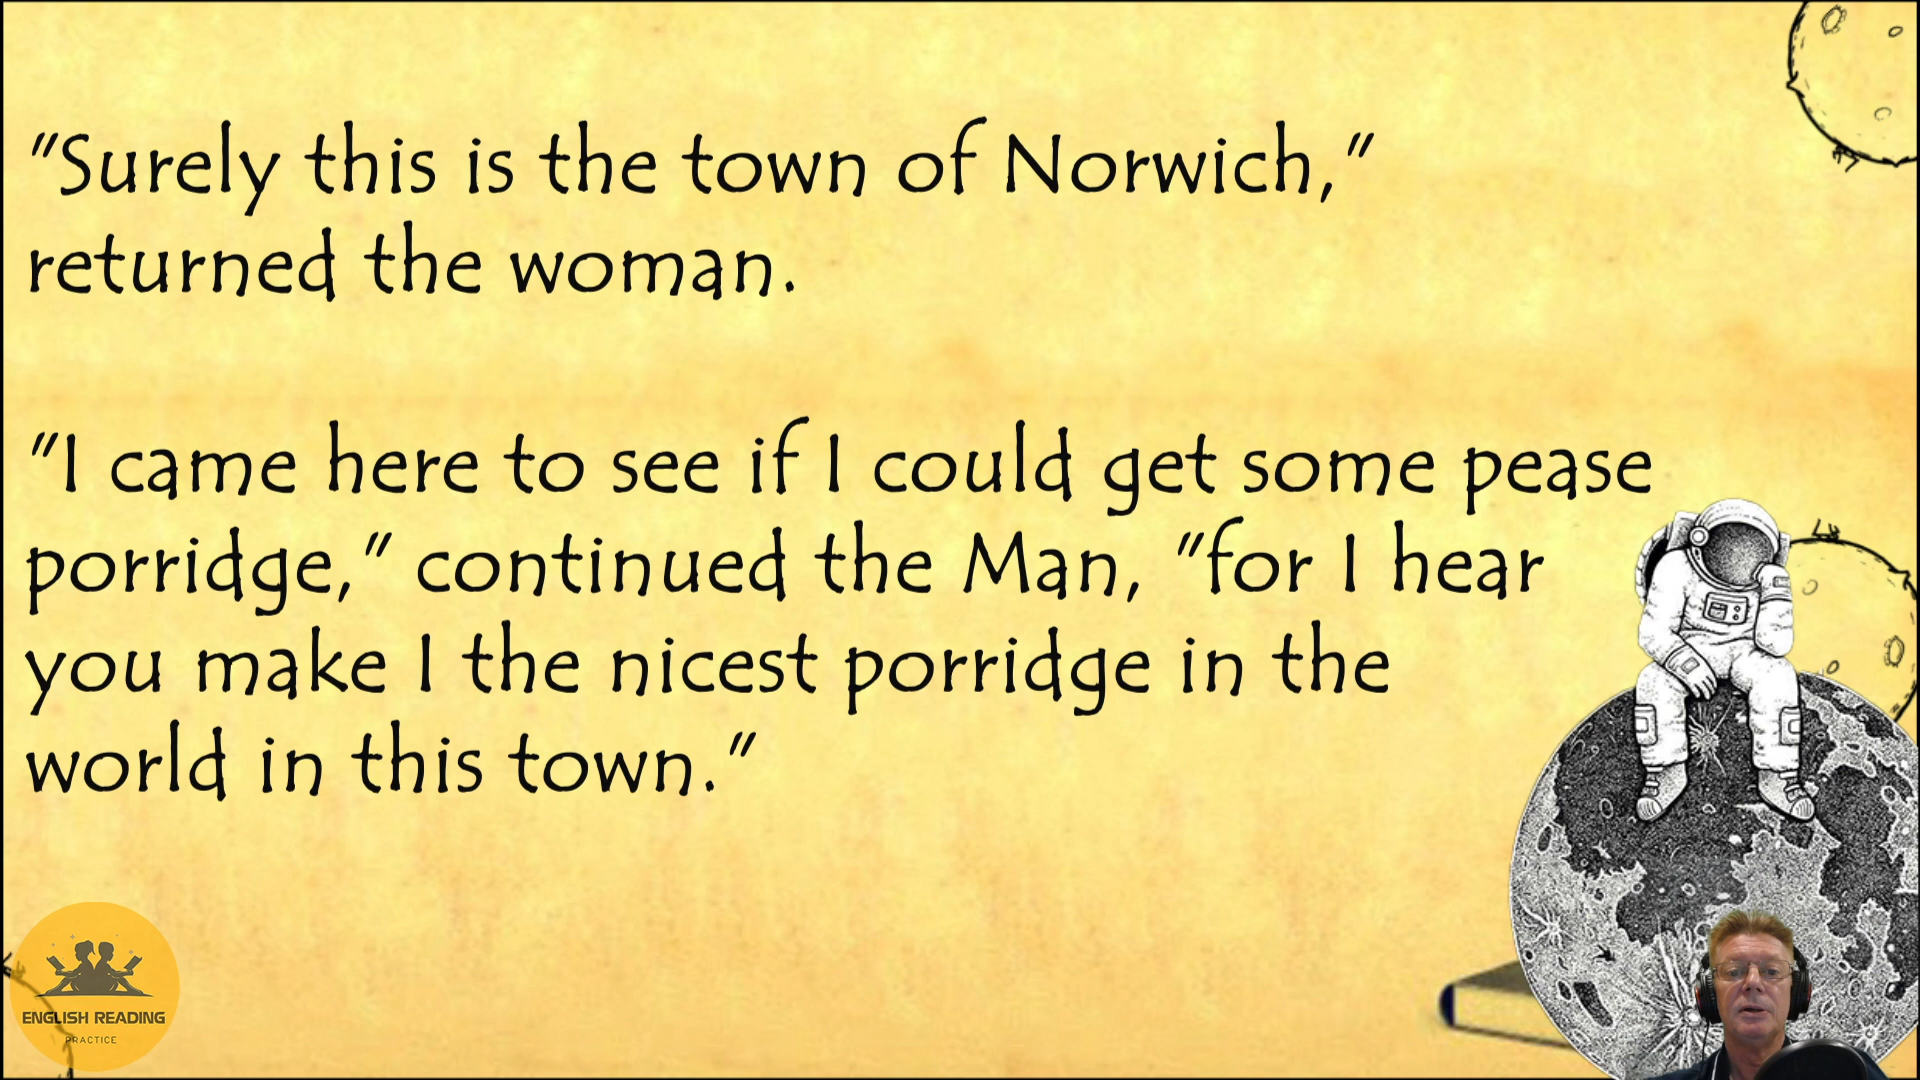 "Surely this is the town of Norwich,"
returned the woman.
"I came here to see if I could get some pease
porridge," continued the Man, "for I hear
you make I the nicest porridge in the
world in this town."
ENGLISH READING
PRACTICE